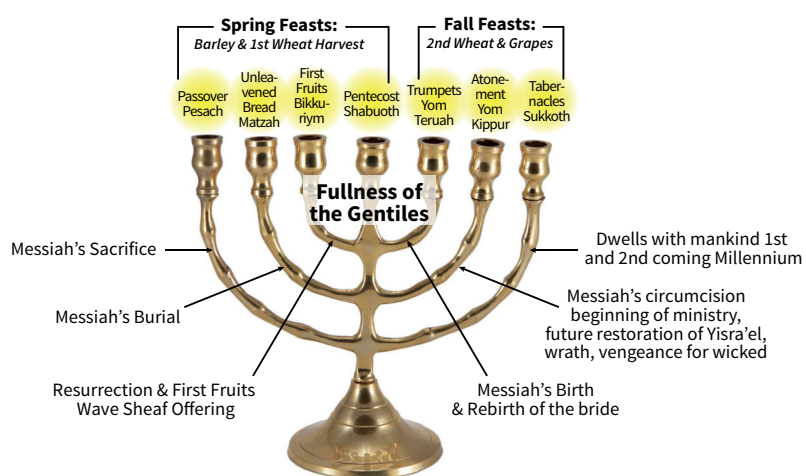 Spring Feasts:
Barley & 1st Wheat Harvest
Fall Feasts:
2nd Wheat & Grapes
Passover
Pesach
Unlea-
vened
Bread
Matzah
First
Fruits
Bikku-
riym
Pentecost
Shabuoth
Trumpets
Yom
Teruah
Atone-
ment
Yom
Kippur
Taber-
nacles
Sukkoth
Fullness of
the Gentiles
Messiah’s Sacrifice
Messiah’s Burial
Resurrection & First Fruits
Wave Sheaf Offering
Dwells with mankind 1st
and 2nd coming Millennium
Messiah’s circumcision
beginning of ministry,
future restoration of Yisra’el,
wrath, vengeance for wicked
Messiah’s Birth
& Rebirth of the bride